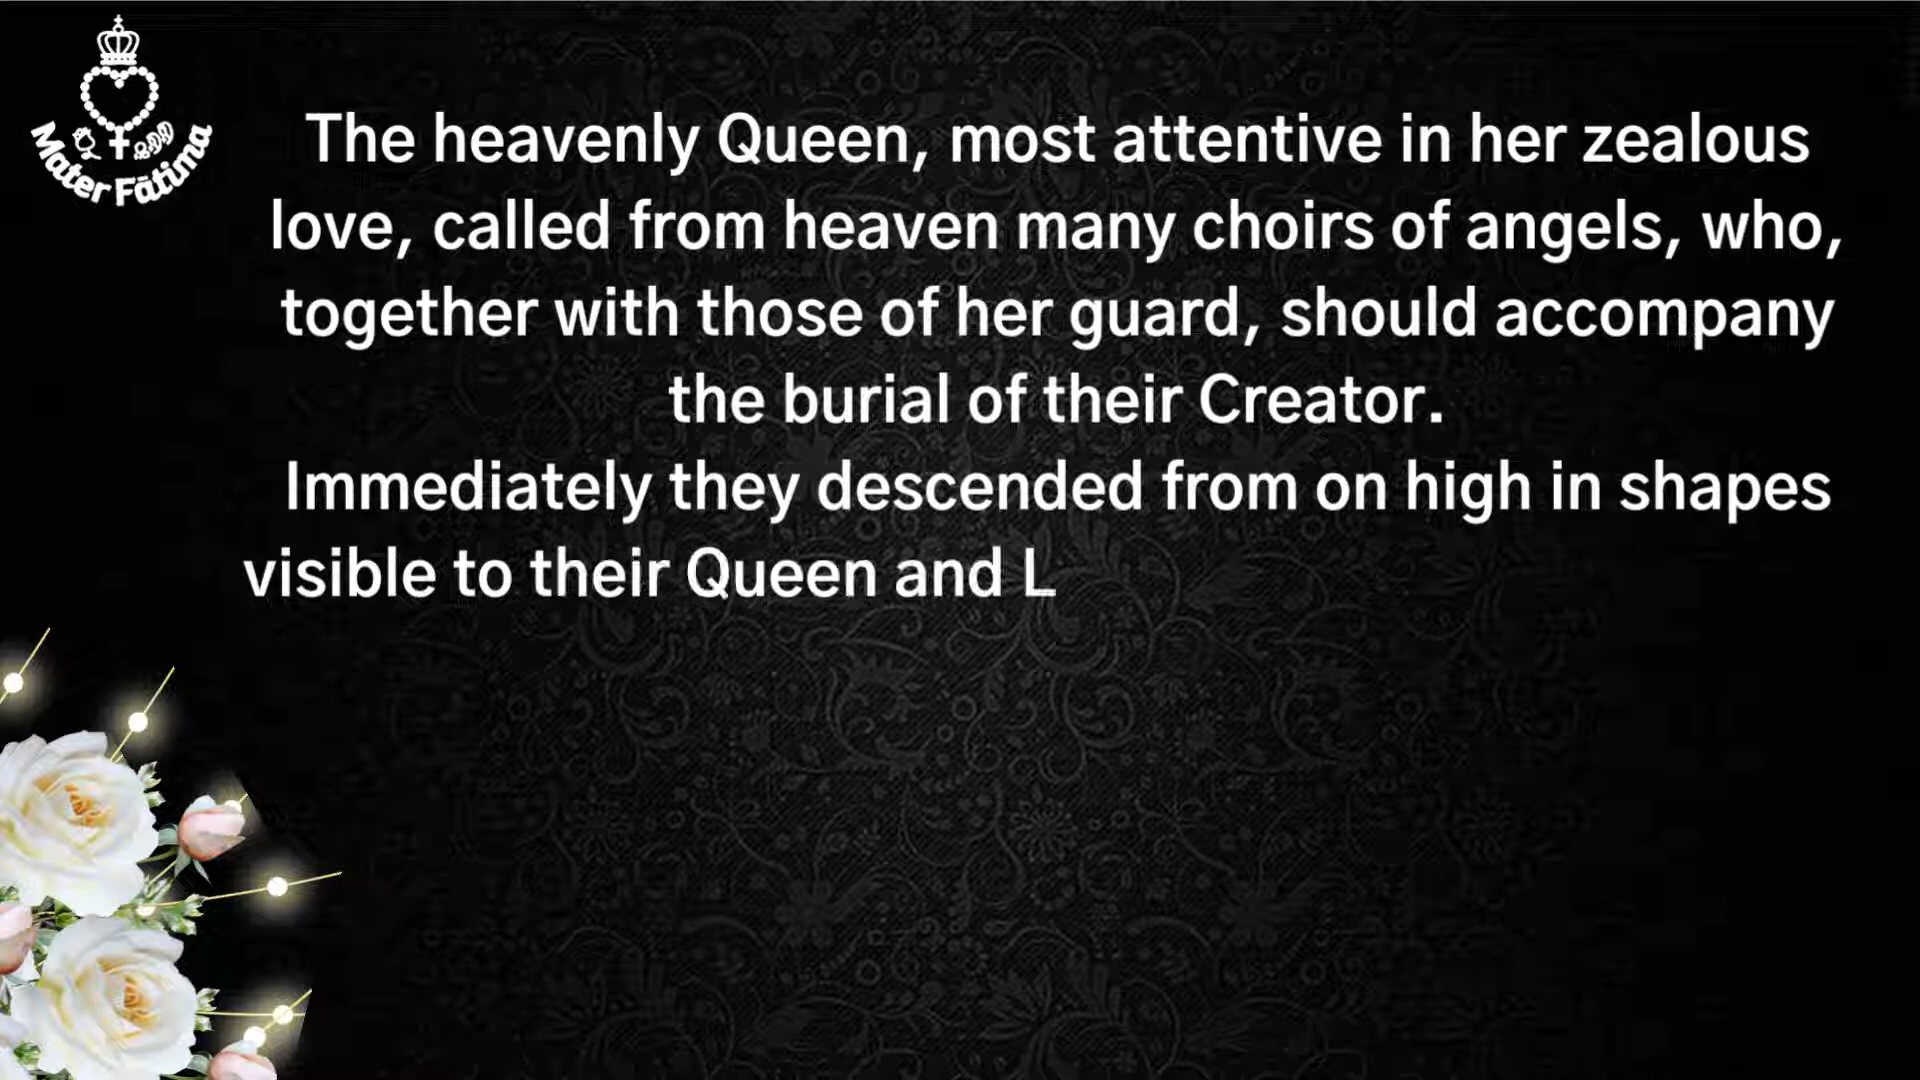 Mater Fátima
The heavenly Queen, most attentive in her zealous
love, called from heaven many choirs of angels, who,
together with those of her guard, should accompany
the burial of their Creator.
Immediately they descended from on high in shapes
visible to their Queen and L